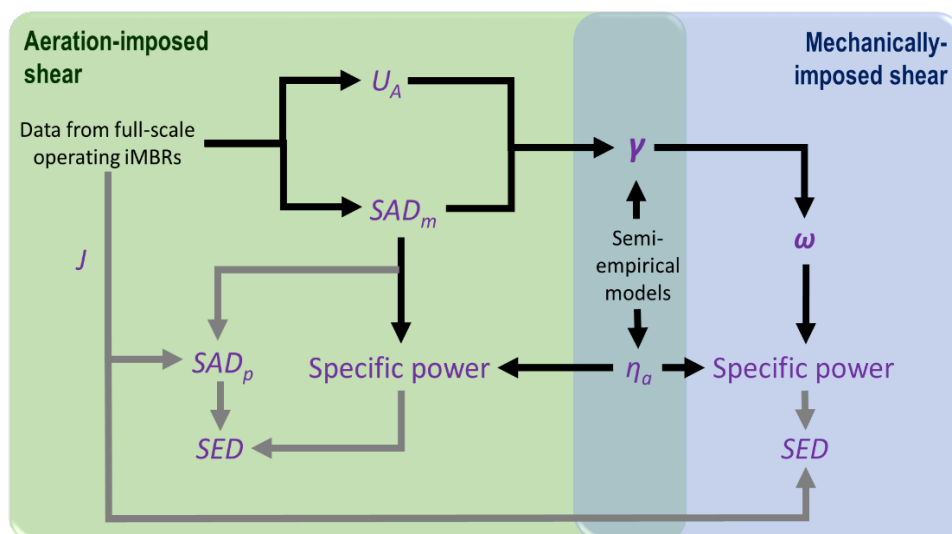 Aeration-imposed
shear
Mechanically-
imposed shear
U_A
Data from full-scale
operating iMBRs
γ
SAD_m
J
Semi-
empirical
models
ω
SAD_p
Specific power
η_a
Specific power
SED
SED